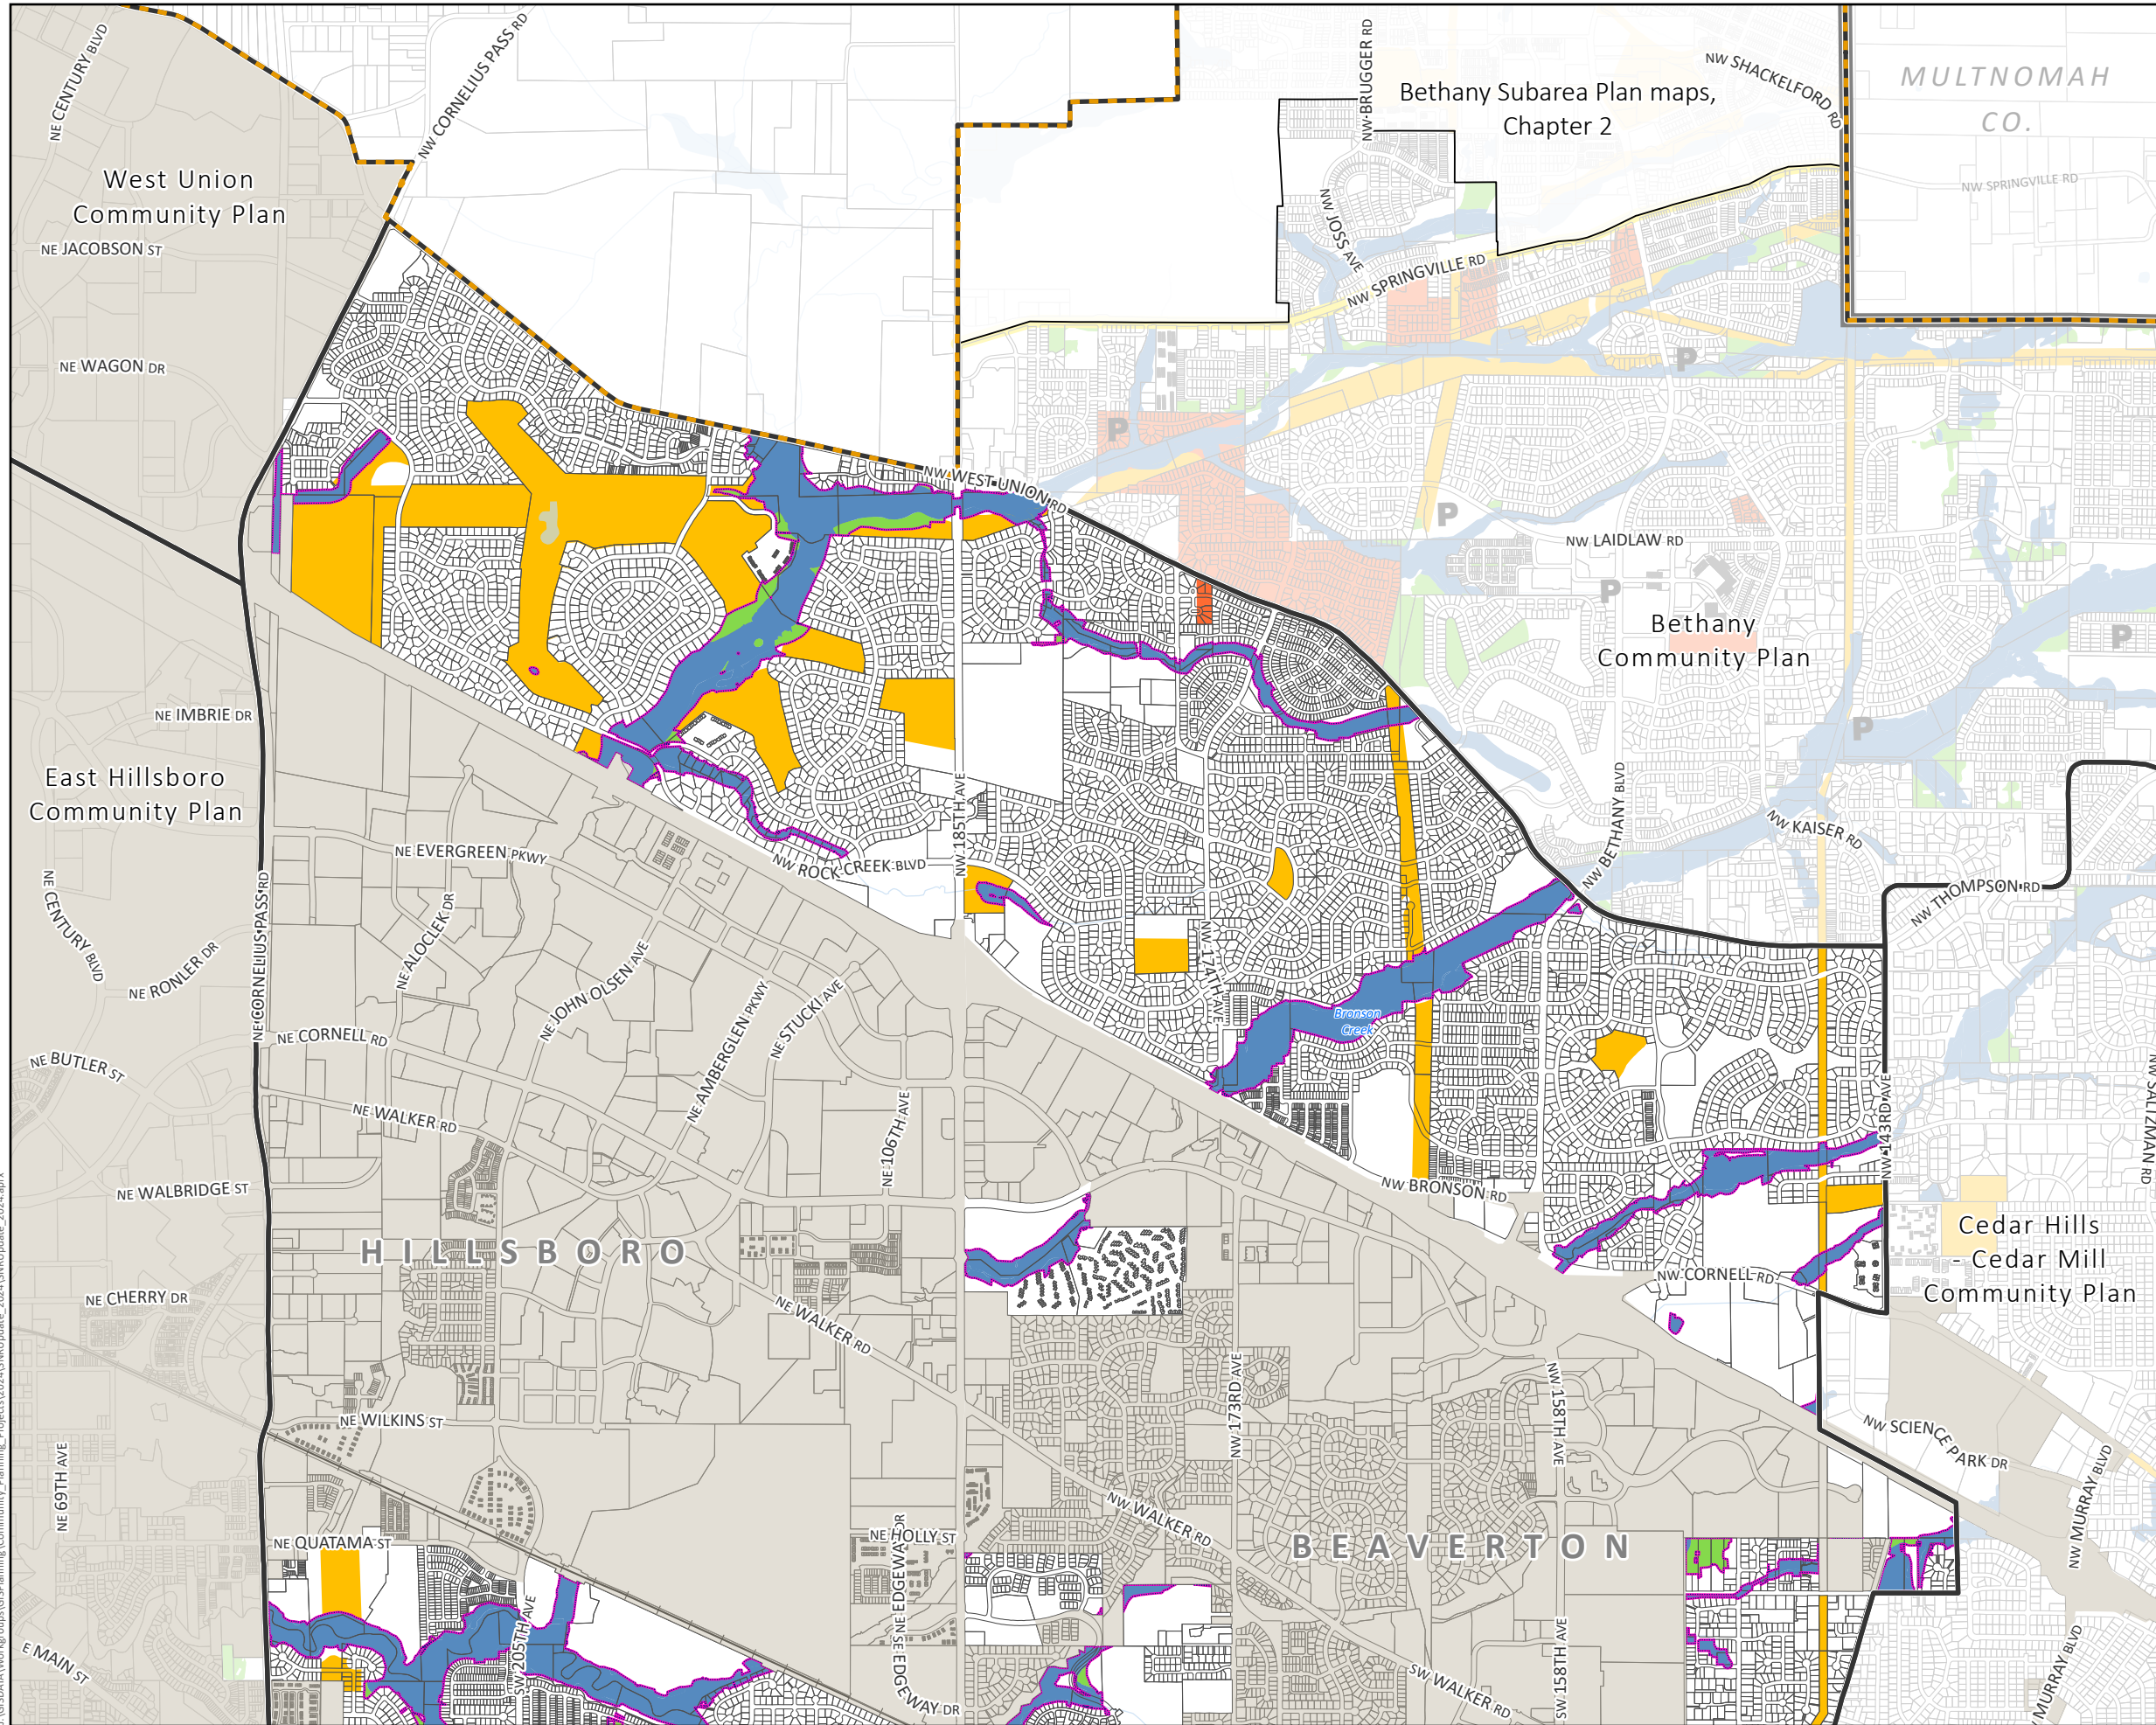 NE CENTURY BLVD
NW CORNELIUS PASS RD
NW BRUGGER RD
Bethany Subarea Plan maps,
Chapter 2
NW SHACKELFORD RD
MULTNOMAH
CO.
NW SPRINGVILLE RD
West Union
Community Plan
NE JACOBSON ST
NW JOSS AVE
NW SPRINGVILLE RD
NE WAGON DR
P
P
NW WEST UNION RD
P
NW LAIDLAW RD
P
Bethany
Community Plan
P
P
NE IMBRIE DR
East Hillsboro
Community Plan
NW 185TH AVE
NW BETHANY BLVD
NW KAISER RD
NE EVERGREEN PKWY
NW ROCK CREEK BLVD
NW THOMPSON RD
NE CENTURY BLVD
NE CORNELIUS PASS RD
NE ALOCLEK DR
NE RONLER DR
NE JOHN OLSEN AVE
NW 174TH AVE
NE AMBERGLEN PKWY
NE STUCKI AVE
Bronson
Creek
NE CORNELL RD
NE BUTLER ST
NE WALKER RD
NE 106TH AVE
NW 143RD AVE
NW SALTZMAN RD
NE WALBRIDGE ST
NW BRONSON RD
HILLSBORO
Cedar Hills
- Cedar Mill
Community Plan
NW CORNELL RD
NE CHERRY DR
NE WALKER RD
NW 173RD AVE
NW 158TH AVE
NE WILKINS ST
NW SCIENCE PARK DR
NE 69TH AVE
NW WALKER RD
NW MURRAY BLVD
NE QUATAMA ST
NE HOLLY ST
BEAVERTON
NE EDGEWAY DR
SW 205TH AVE
SE EDGEWAY DR
E MAIN ST
SW WALKER RD
SW 158TH AVE
MURRAY BLVD